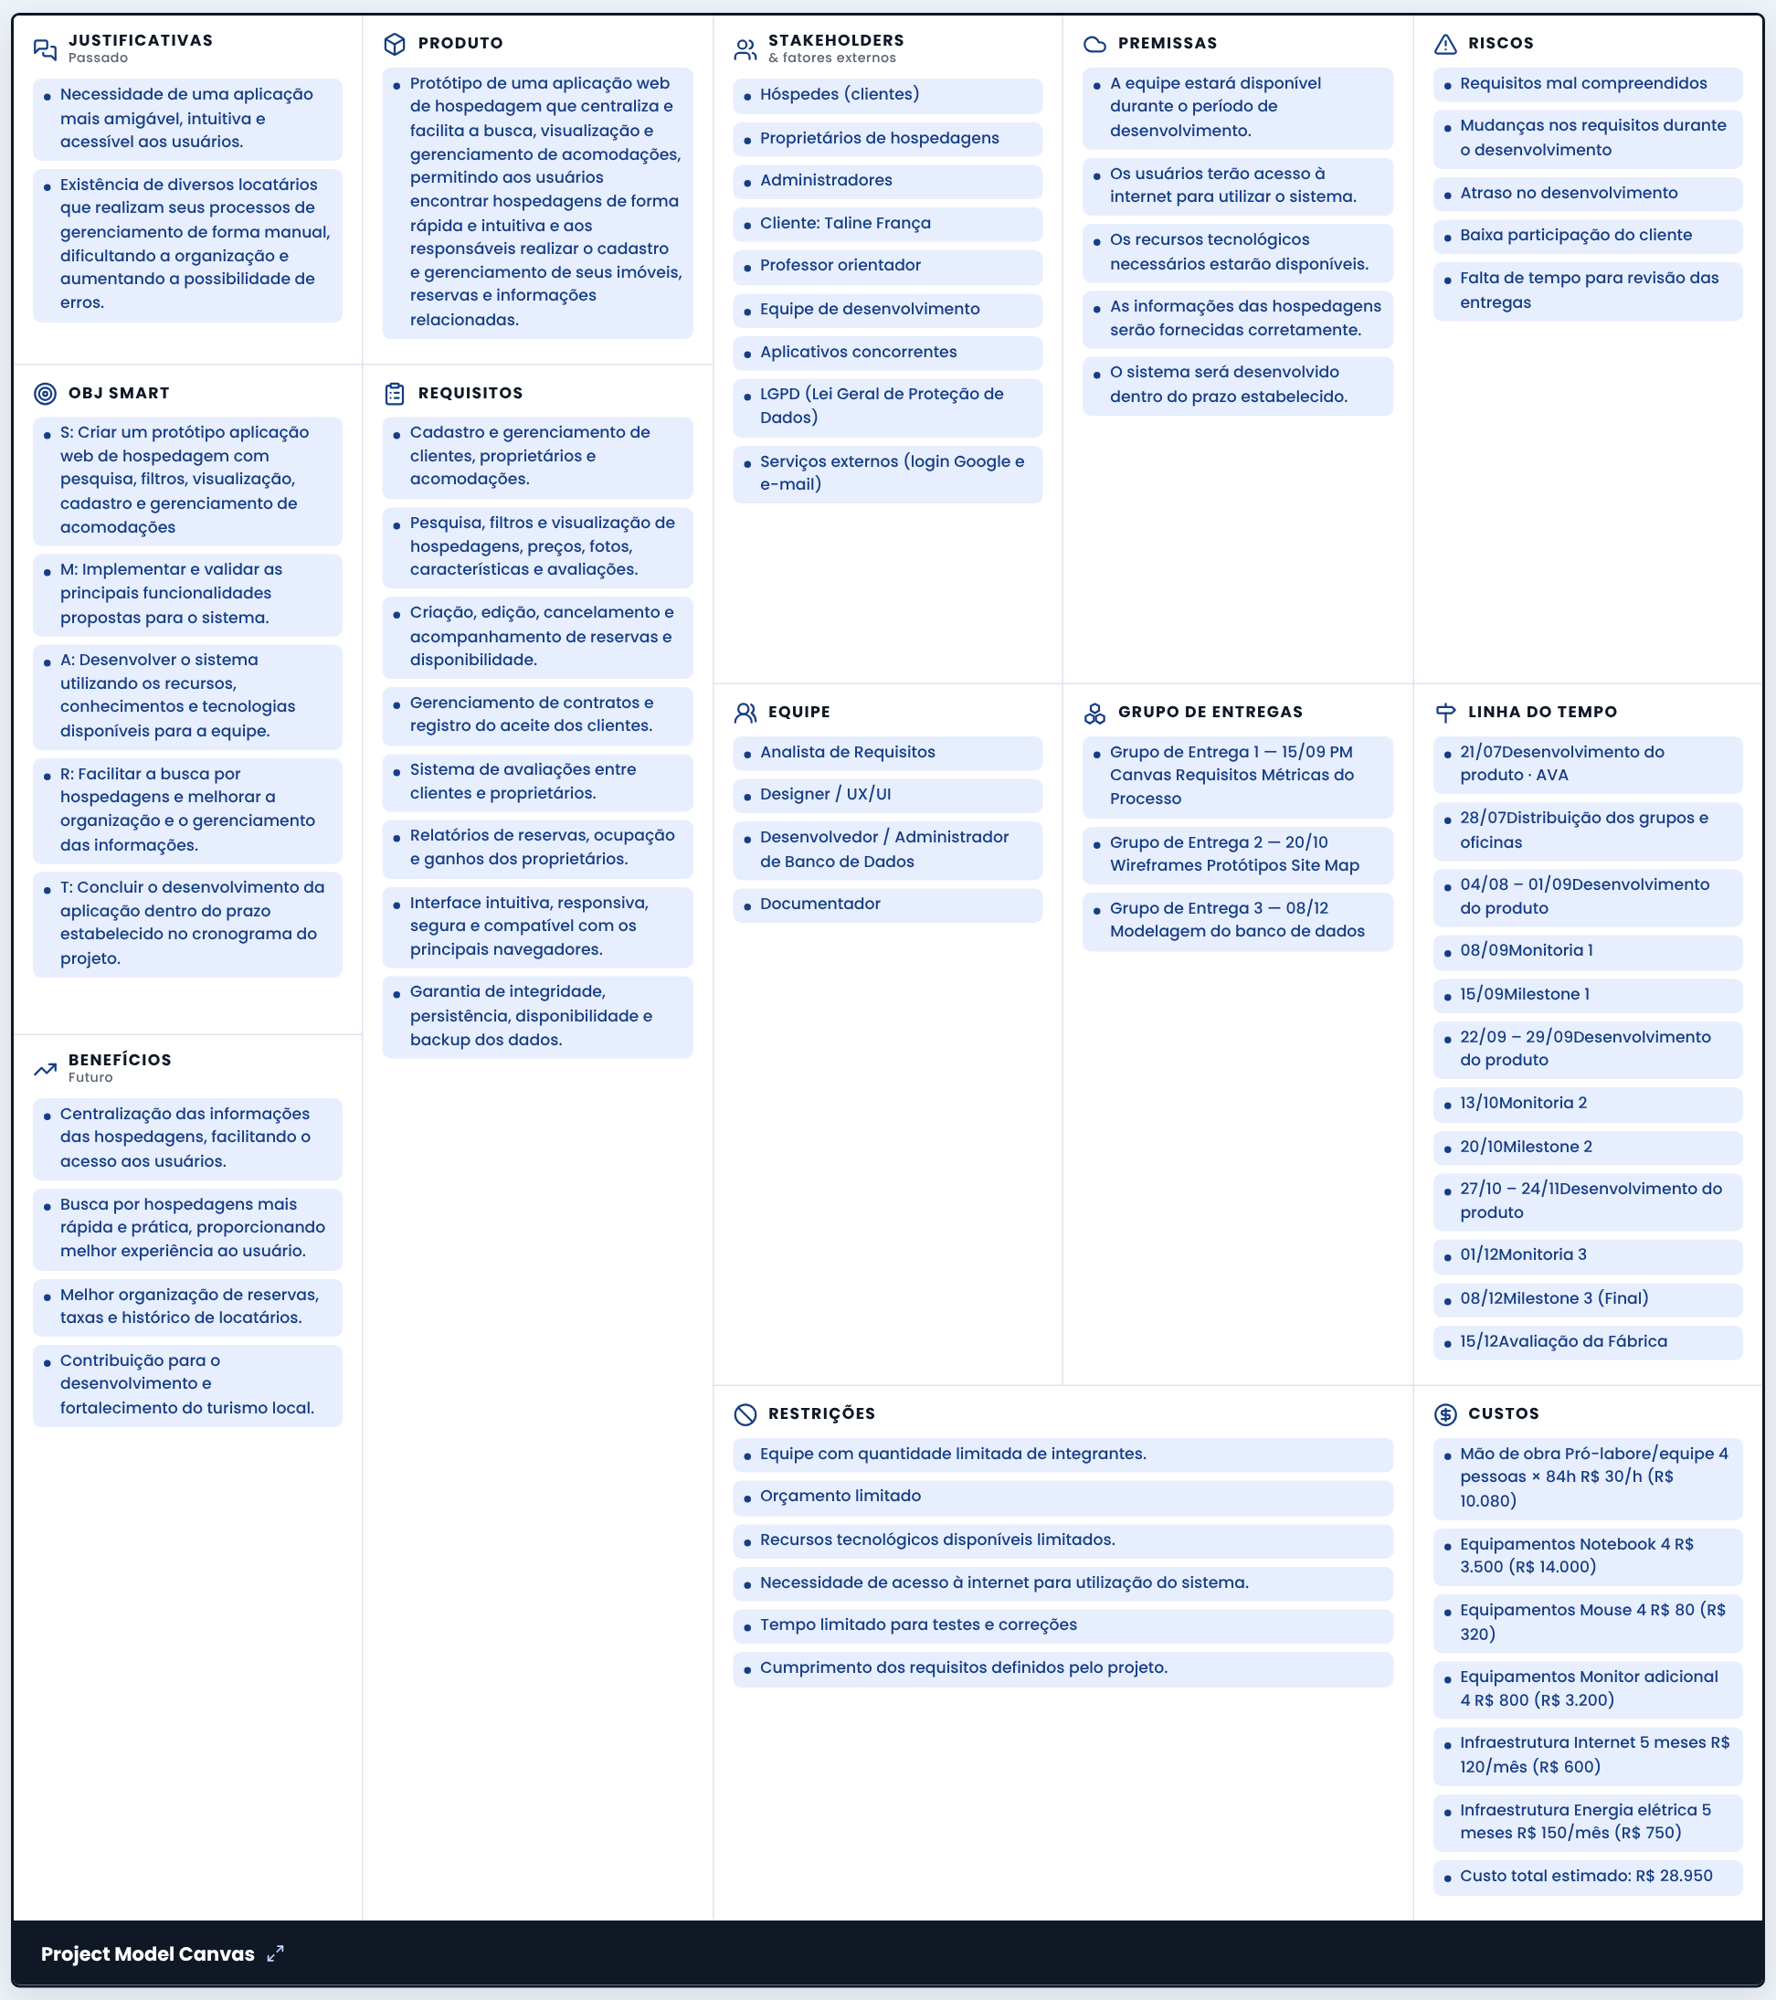 JUSTIFICATIVAS
Passado
Necessidade de uma aplicação
mais amigável, intuitiva e
acessível aos usuários.
Existência de diversos locatários
que realizam seus processos de
gerenciamento de forma manual,
dificultando a organização e
aumentando a possibilidade de
erros.
PRODUTO
Protótipo de uma aplicação web
de hospedagem que centraliza e
facilita a busca, visualização e
gerenciamento de acomodações,
permitindo aos usuários
encontrar hospedagens de forma
rápida e intuitiva e aos
responsáveis realizar o cadastro
e gerenciamento de seus imóveis,
reservas e informações
relacionadas.
STAKEHOLDERS
& fatores externos
Hóspedes (clientes)
Proprietários de hospedagens
Administradores
Cliente: Taline França
Professor orientador
Equipe de desenvolvimento
Aplicativos concorrentes
LGPD (Lei Geral de Proteção de
Dados)
Serviços externos (login Google e
e-mail)
PREMISSAS
A equipe estará disponível
durante o período de
desenvolvimento.
Os usuários terão acesso à
internet para utilizar o sistema.
Os recursos tecnológicos
necessários estarão disponíveis.
As informações das hospedagens
serão fornecidas corretamente.
O sistema será desenvolvido
dentro do prazo estabelecido.
RISCOS
Requisitos mal compreendidos
Mudanças nos requisitos durante
o desenvolvimento
Atraso no desenvolvimento
Baixa participação do cliente
Falta de tempo para revisão das
entregas
OBJ SMART
S: Criar um protótipo aplicação
web de hospedagem com
pesquisa, filtros, visualização,
cadastro e gerenciamento de
acomodações
M: Implementar e validar as
principais funcionalidades
propostas para o sistema.
A: Desenvolver o sistema
utilizando os recursos,
conhecimentos e tecnologias
disponíveis para a equipe.
R: Facilitar a busca por
hospedagens e melhorar a
organização e o gerenciamento
das informações.
T: Concluir o desenvolvimento da
aplicação dentro do prazo
estabelecido no cronograma do
projeto.
REQUISITOS
Cadastro e gerenciamento de
clientes, proprietários e
acomodações.
Pesquisa, filtros e visualização de
hospedagens, preços, fotos,
características e avaliações.
Criação, edição, cancelamento e
acompanhamento de reservas e
disponibilidade.
Gerenciamento de contratos e
registro do aceite dos clientes.
Sistema de avaliações entre
clientes e proprietários.
Relatórios de reservas, ocupação
e ganhos dos proprietários.
Interface intuitiva, responsiva,
segura e compatível com os
principais navegadores.
Garantia de integridade,
persistência, disponibilidade e
backup dos dados.
EQUIPE
Analista de Requisitos
Designer / UX/UI
Desenvolvedor / Administrador
de Banco de Dados
Documentador
GRUPO DE ENTREGAS
Grupo de Entrega 1 — 15/09 PM
Canvas Requisitos Métricas do
Processo
Grupo de Entrega 2 — 20/10
Wireframes Protótipos Site Map
Grupo de Entrega 3 — 08/12
Modelagem do banco de dados
LINHA DO TEMPO
21/07Desenvolvimento do
produto · AVA
28/07Distribuição dos grupos e
oficinas
04/08 – 01/09Desenvolvimento
do produto
08/09Monitoria 1
15/09Milestone 1
22/09 – 29/09Desenvolvimento
do produto
13/10Monitoria 2
20/10Milestone 2
27/10 – 24/11Desenvolvimento do
produto
01/12Monitoria 3
08/12Milestone 3 (Final)
15/12Avaliação da Fábrica
BENEFÍCIOS
Futuro
Centralização das informações
das hospedagens, facilitando o
acesso aos usuários.
Busca por hospedagens mais
rápida e prática, proporcionando
melhor experiência ao usuário.
Melhor organização de reservas,
taxas e histórico de locatários.
Contribuição para o
desenvolvimento e
fortalecimento do turismo local.
RESTRIÇÕES
Equipe com quantidade limitada de integrantes.
Orçamento limitado
Recursos tecnológicos disponíveis limitados.
Necessidade de acesso à internet para utilização do sistema.
Tempo limitado para testes e correções
Cumprimento dos requisitos definidos pelo projeto.
CUSTOS
Mão de obra Pró-labore/equipe 4
pessoas × 84h R$ 30/h (R$
10.080)
Equipamentos Notebook 4 R$
3.500 (R$ 14.000)
Equipamentos Mouse 4 R$ 80 (R$
320)
Equipamentos Monitor adicional
4 R$ 800 (R$ 3.200)
Infraestrutura Internet 5 meses R$
120/mês (R$ 600)
Infraestrutura Energia elétrica 5
meses R$ 150/mês (R$ 750)
Custo total estimado: R$ 28.950
Project Model Canvas